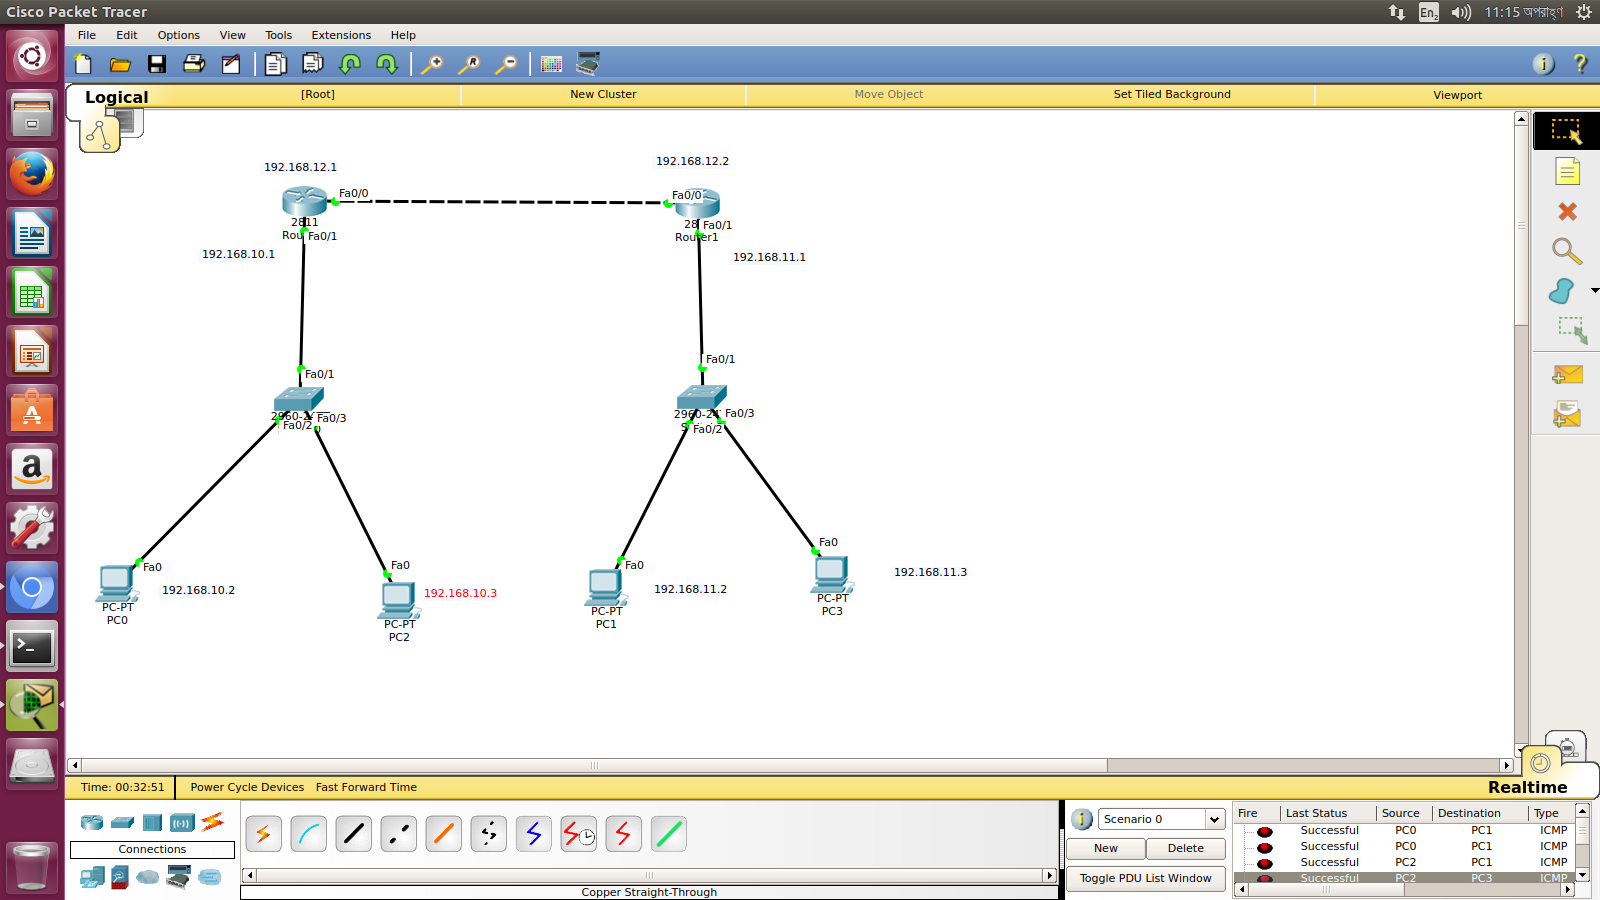 Cisco Packet Tracer
En2
11:15 অপরাহ্ণ
File Edit Options View Tools Extensions Help
Logical
[Root]
New Cluster
Move Object
Set Tiled Background
Viewport
192.168.12.1
192.168.12.2
Fa0/0
Fa0/0
2811
28
Fa0/1
Rou
Fa0/1
Router1
192.168.10.1
192.168.11.1
Fa0/1
Fa0/1
2960-24
Fa0/3
Fa0/2
2960-24
Fa0/3
Fa0/2
Fa0
Fa0
Fa0
Fa0
192.168.10.2
192.168.10.3
192.168.11.2
192.168.11.3
PC-PT
PC0
PC-PT
PC2
PC-PT
PC1
PC-PT
PC3
Time: 00:32:51
Power Cycle Devices Fast Forward Time
Realtime
Connections
Copper Straight-Through
Scenario 0
New
Delete
Toggle PDU List Window
Fire Last Status Source Destination Type
Successful PC0 PC1 ICMP
Successful PC0 PC1 ICMP
Successful PC2 PC1 ICMP
Successful PC2 PC3 ICMP